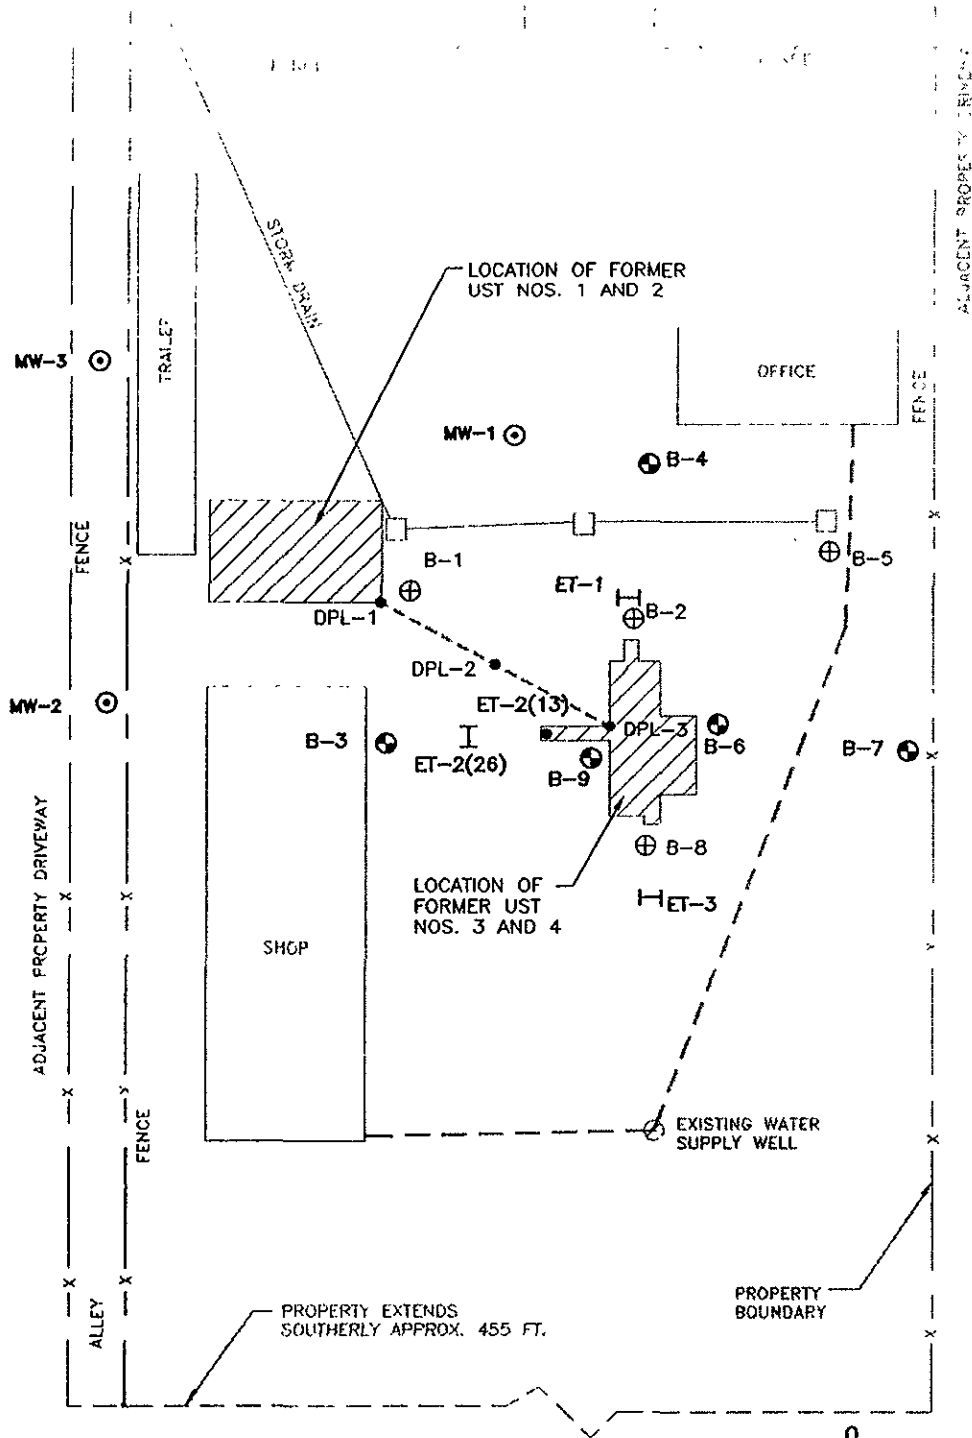 STORM DRAIN
LOCATION OF FORMER
UST NOS. 1 AND 2
TRAILER
MW-3
OFFICE
FENCE
MW-1
B-4
FENCE
B-1
B-5
ET-1
B-2
DPL-1
DPL-2
MW-2
ET-2(13)
DPL-3
B-3
ET-2(26)
B-9
B-6
B-7
B-8
LOCATION OF
FORMER UST
NOS. 3 AND 4
ET-3
SHOP
ADJACENT PROPERTY DRIVEWAY
ADJACENT PROPERTY
FENCE
EXISTING WATER
SUPPLY WELL
PROPERTY
BOUNDARY
PROPERTY EXTENDS
SOUTHERLY APPROX. 455 FT.
ALLEY